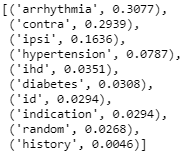 [('arrhythmia', 0.3077),
('contra', 0.2939),
('ipsi', 0.1636),
('hypertension', 0.0787),
('ihd', 0.0351),
('diabetes', 0.0308),
('id', 0.0294),
('indication', 0.0294),
('random', 0.0268),
('history', 0.0046)]